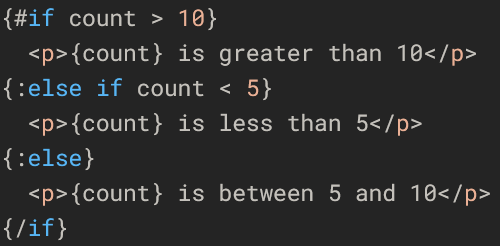 {#if count > 10}
  <p>{count} is greater than 10</p>
{:else if count < 5}
  <p>{count} is less than 5</p>
{:else}
  <p>{count} is between 5 and 10</p>
{/if}